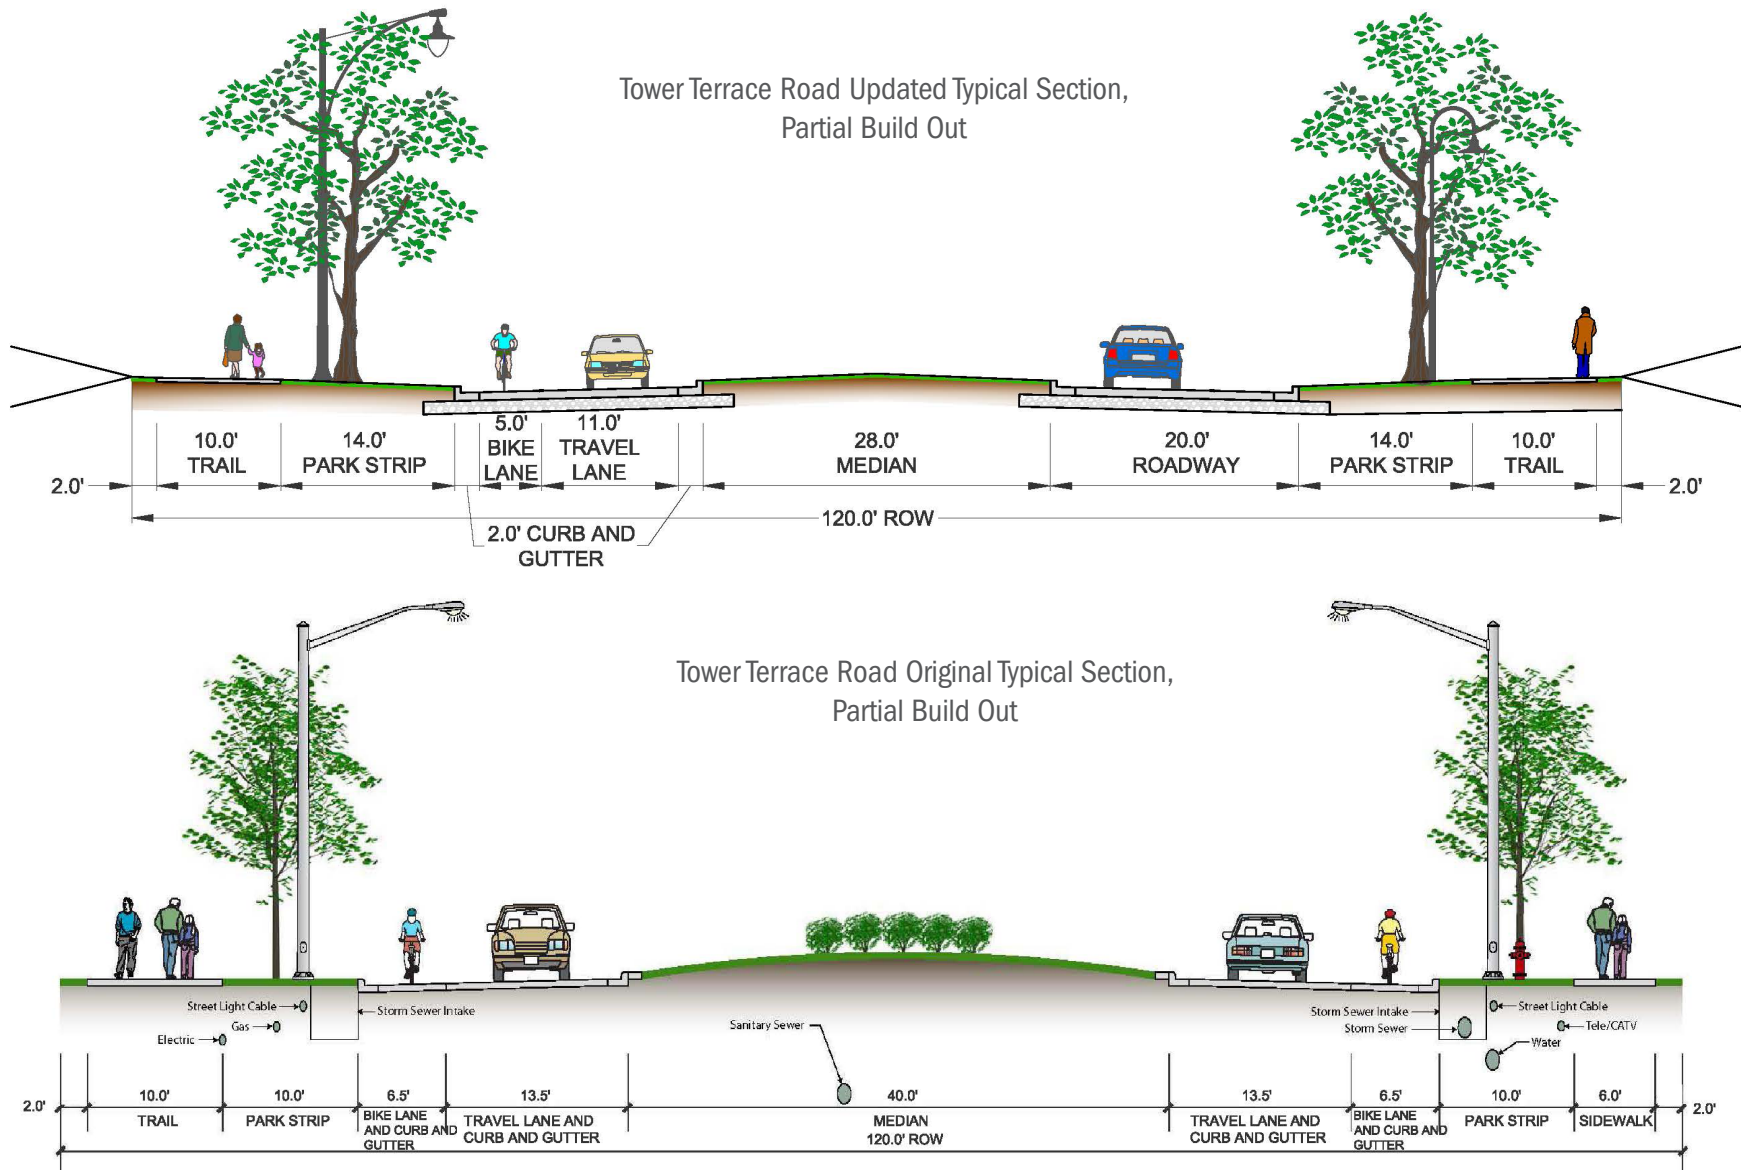 Tower Terrace Road Updated Typical Section,
Partial Build Out
10.0'
TRAIL
14.0'
PARK STRIP
5.0'
BIKE
LANE
11.0'
TRAVEL
LANE
28.0'
MEDIAN
20.0'
ROADWAY
14.0'
PARK STRIP
10.0'
TRAIL
2.0'
2.0'
120.0' ROW
2.0' CURB AND
GUTTER
Tower Terrace Road Original Typical Section,
Partial Build Out
Street Light Cable
Storm Sewer Intake
Gas
Electric
Sanitary Sewer
Storm Sewer Intake
Storm Sewer
Street Light Cable
Tele/CATV
Water
2.0'
10.0'
TRAIL
10.0'
PARK STRIP
6.5'
BIKE LANE
AND CURB AND
GUTTER
13.5'
TRAVEL LANE AND
CURB AND GUTTER
40.0'
MEDIAN
120.0' ROW
13.5'
TRAVEL LANE AND
CURB AND GUTTER
6.5'
BIKE LANE
AND CURB AND
GUTTER
10.0'
PARK STRIP
6.0'
SIDEWALK
2.0'